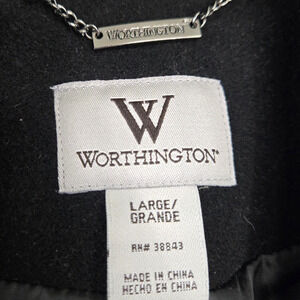 WORTHINGTON
W
WORTHINGTON®
LARGE/
GRANDE
RN# 38843
MADE IN CHINA
HECHO EN CHINA